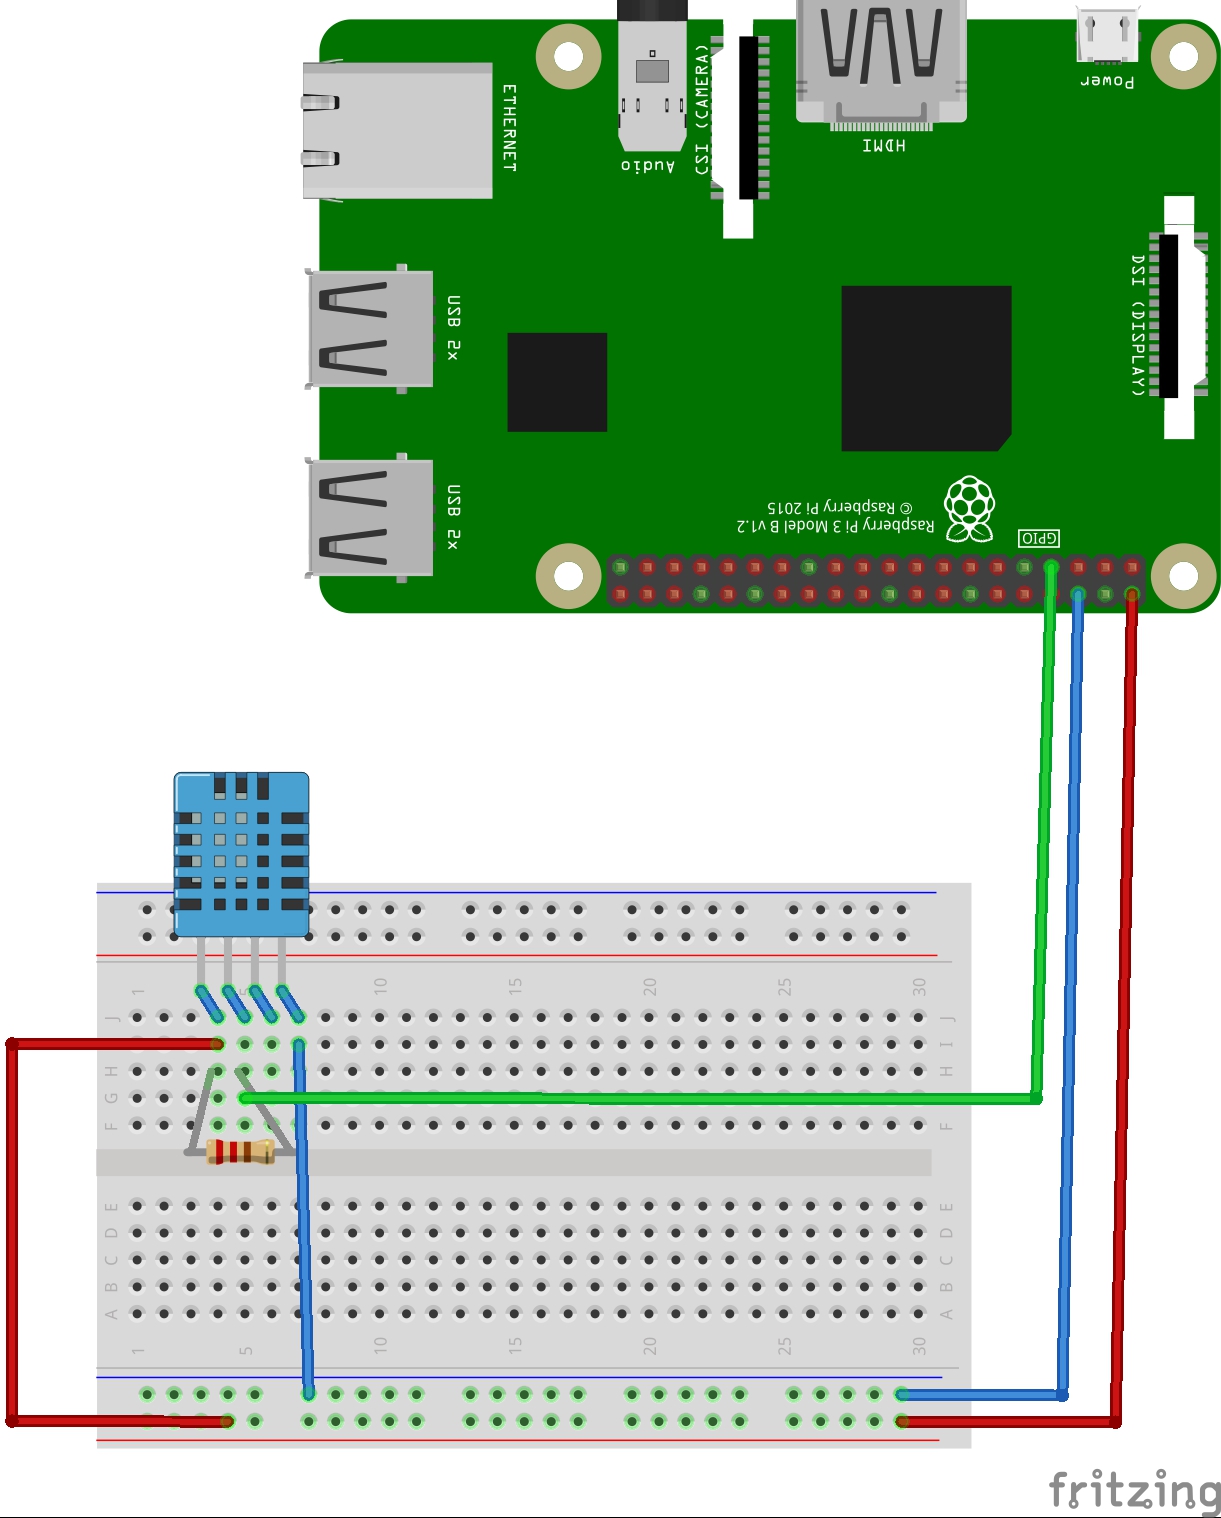 Power
ETHERNET
CSI (CAMERA)
HDMI
Audio
DSI (DISPLAY)
USB 2x
USB 2x
Raspberry Pi 3 Model B v1.2
© Raspberry Pi 2015
GPIO
1 5 10 15 20 25 30
J J
I I
H H
G G
F F
E E
D D
C C
B B
A A
1 5 10 15 20 25 30
fritzing